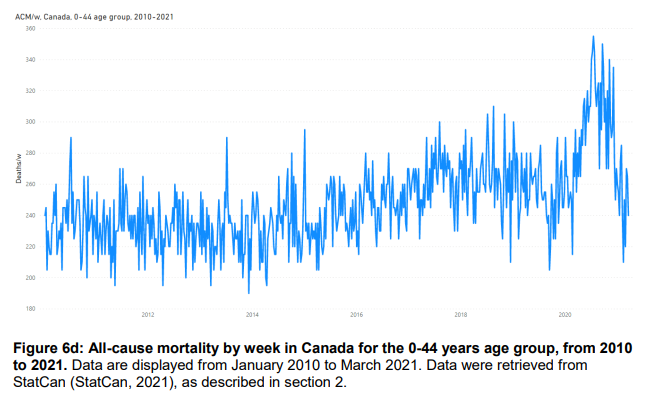 ACM/w, Canada, 0-44 age group, 2010-2021
360
340
320
300
280
260
240
220
200
180
Deaths/w
2012 2014 2016 2018 2020
Figure 6d: All-cause mortality by week in Canada for the 0-44 years age group, from 2010
to 2021. Data are displayed from January 2010 to March 2021. Data were retrieved from
StatCan (StatCan, 2021), as described in section 2.